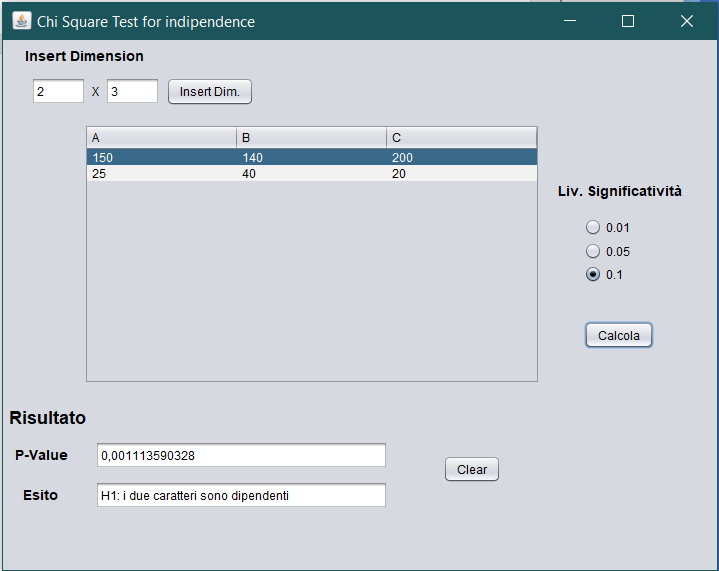 Chi Square Test for indipendence
Insert Dimension
2 X 3 Insert Dim.
A B C
150 140 200
25 40 20
Liv. Significatività
0.01
0.05
0.1
Calcola
Risultato
P-Value 0,001113590328
Clear
Esito H1: i due caratteri sono dipendenti